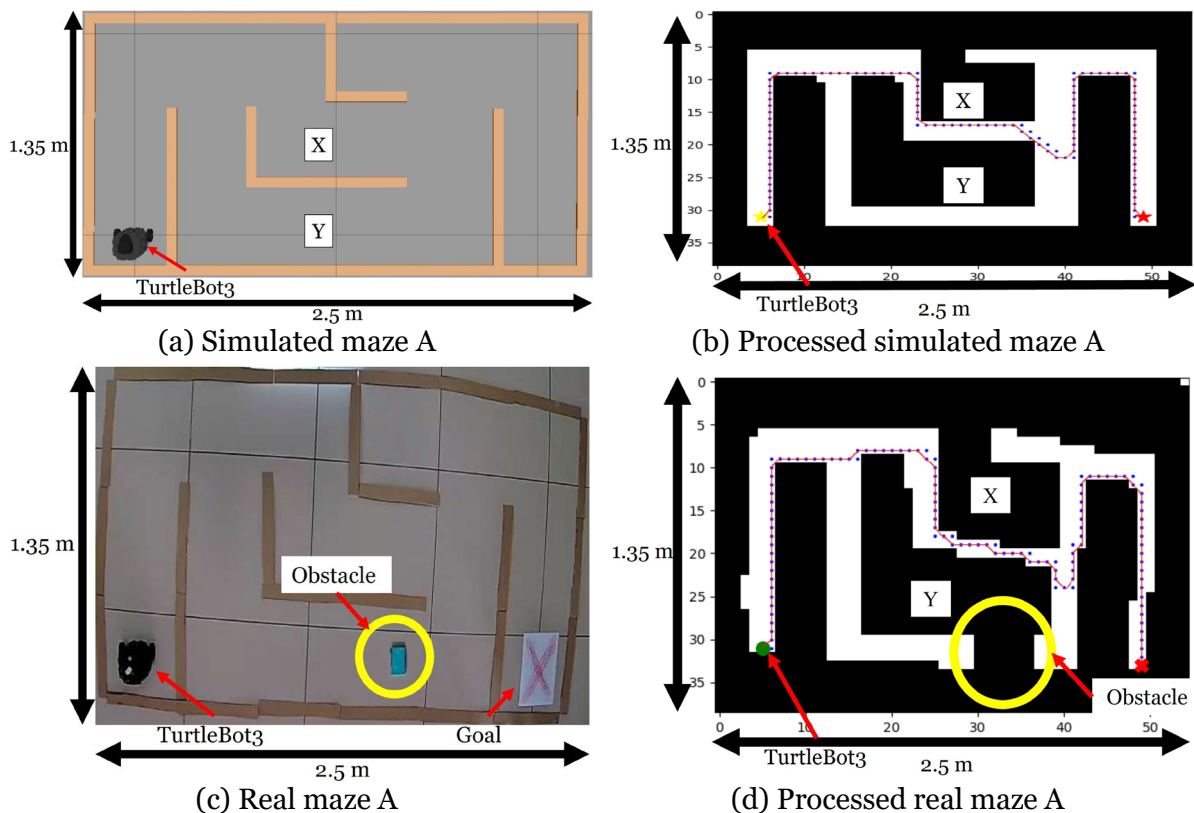 1.35 m
X
Y
TurtleBot3
2.5 m
(a) Simulated maze A
1.35 m
0
5
10
15
20
25
30
35
X
Y
0
10
20
30
40
50
TurtleBot3
2.5 m
(b) Processed simulated maze A
1.35 m
Obstacle
TurtleBot3
Goal
2.5 m
(c) Real maze A
1.35 m
0
5
10
15
20
25
30
35
X
Y
Obstacle
0
10
20
30
40
50
TurtleBot3
2.5 m
(d) Processed real maze A